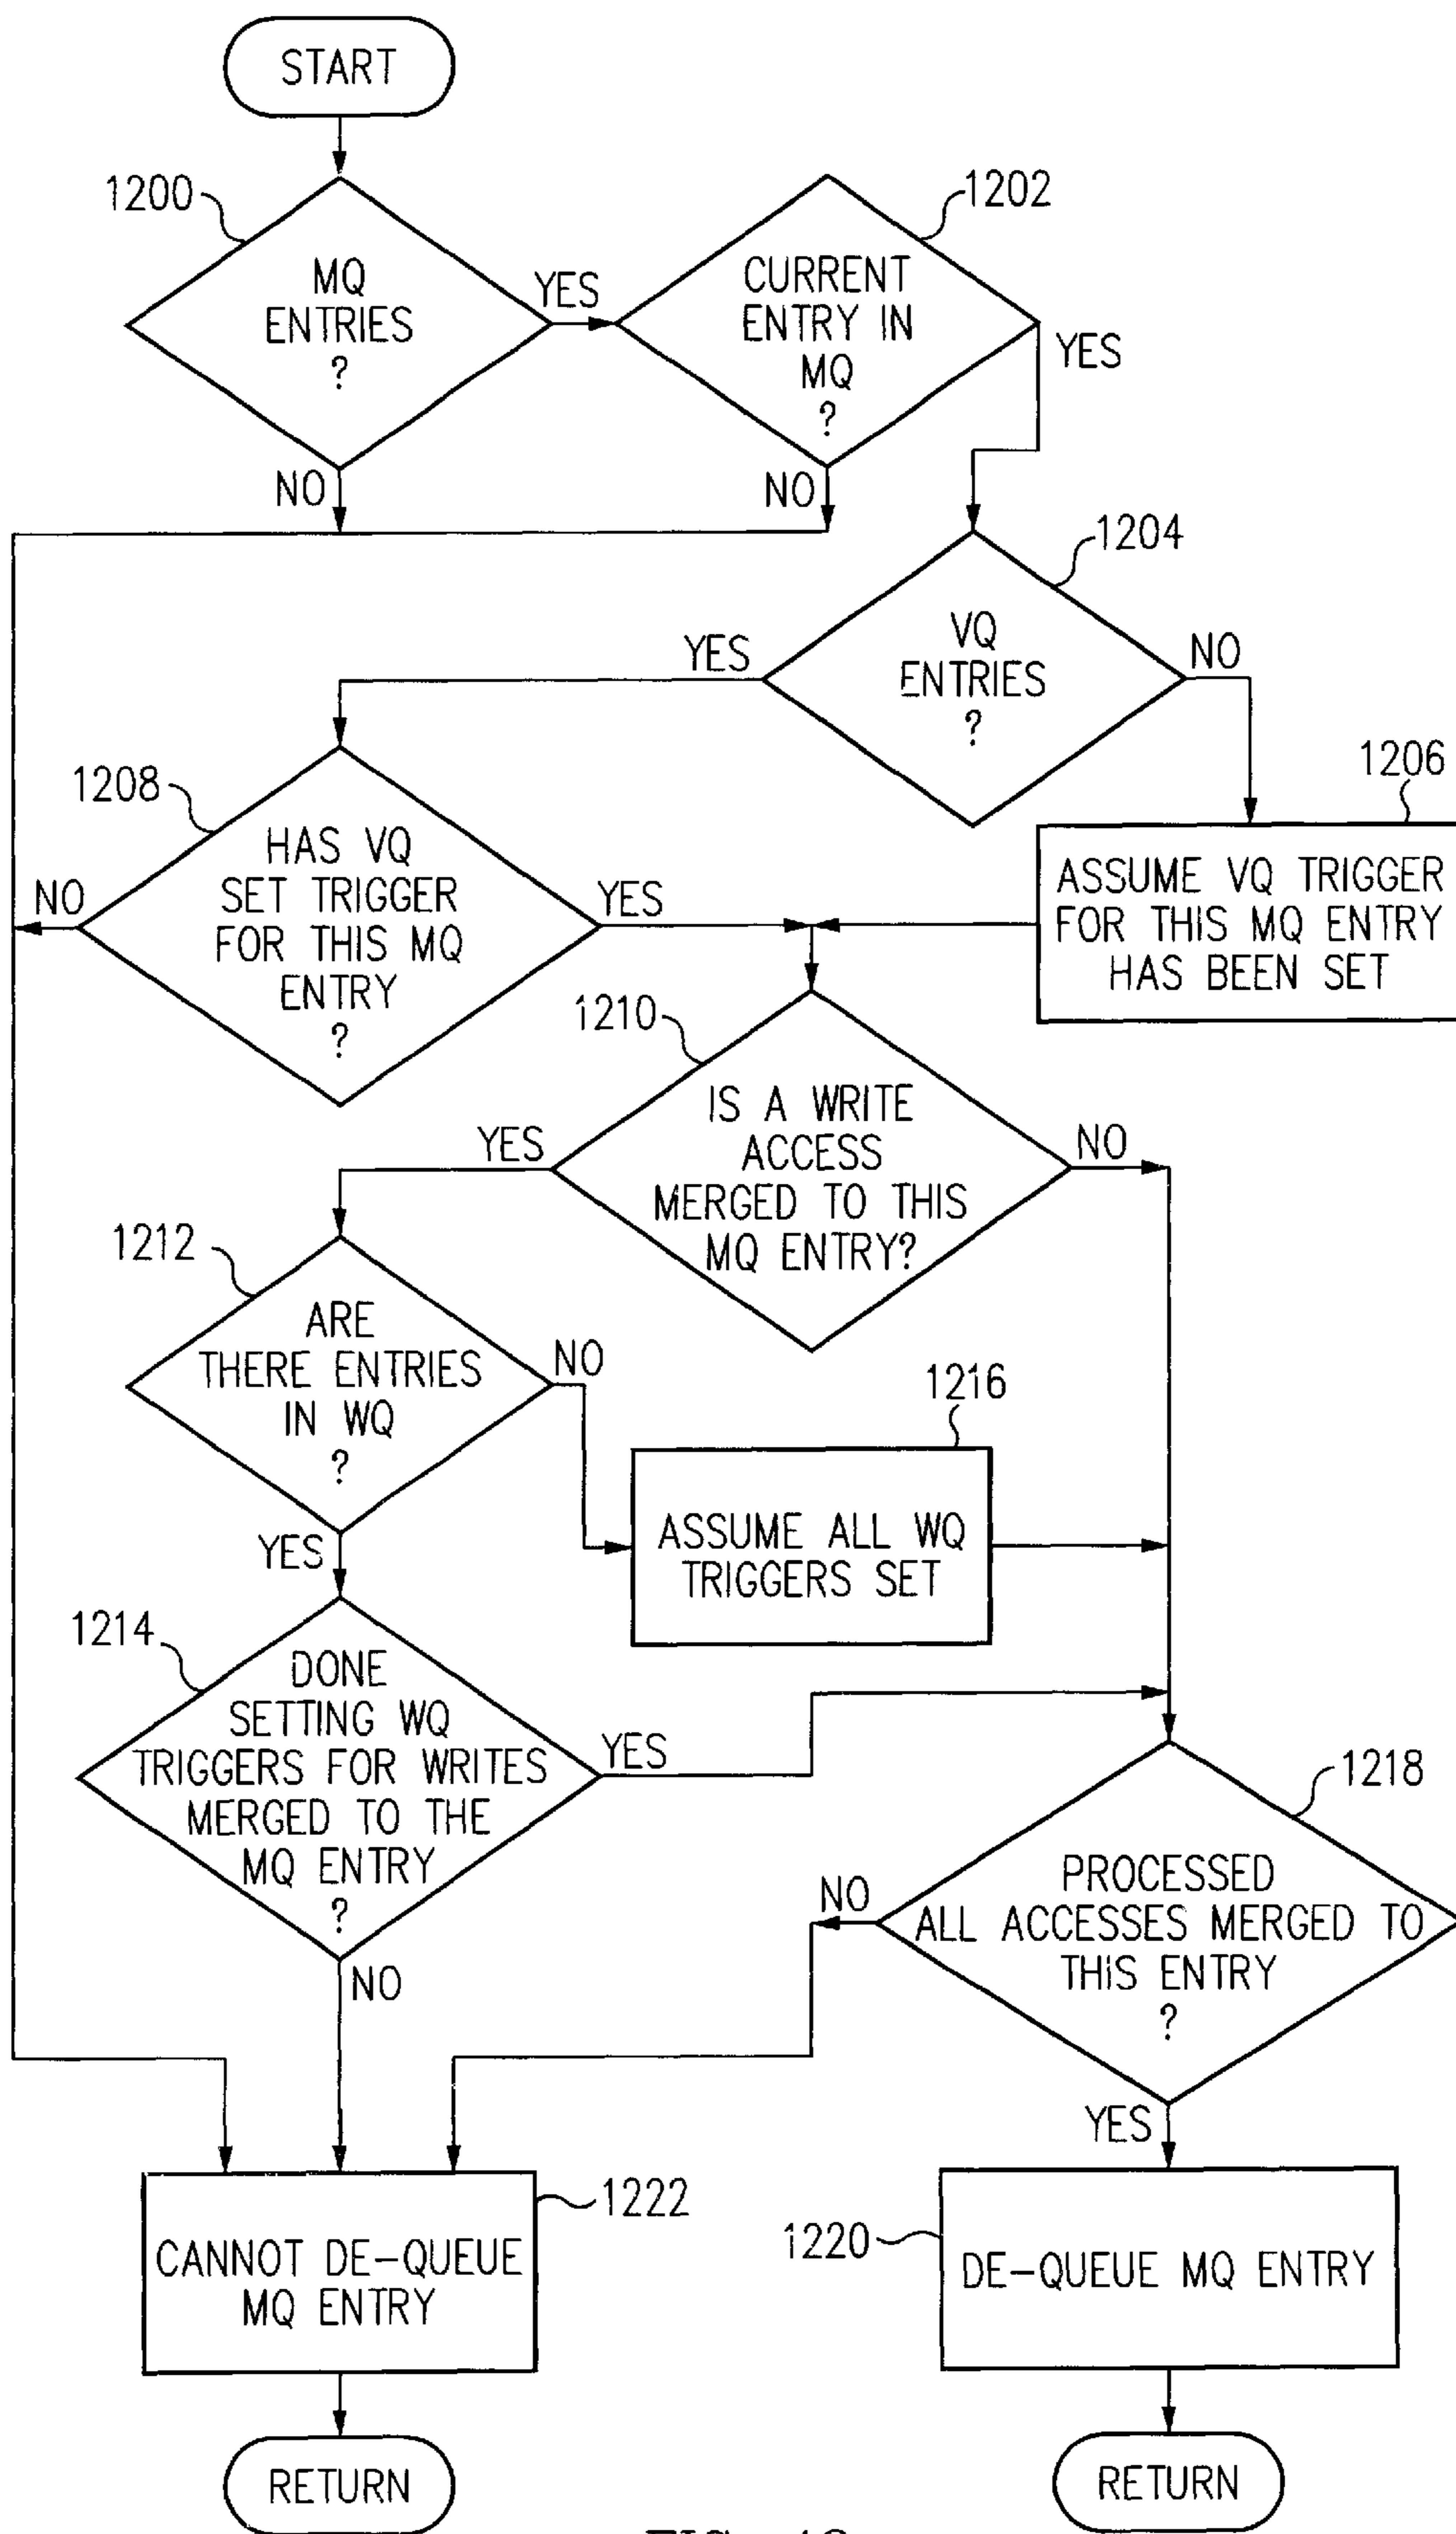 START
1200
MQ
ENTRIES
?
YES
NO
1202
CURRENT
ENTRY IN
MQ
?
YES
NO
1204
VQ
ENTRIES
?
YES
NO
1206
ASSUME VQ TRIGGER
FOR THIS MQ ENTRY
HAS BEEN SET
1208
HAS VQ
SET TRIGGER
FOR THIS MQ
ENTRY
?
NO
YES
1210
IS A WRITE
ACCESS
MERGED TO THIS
MQ ENTRY?
YES
NO
1212
ARE
THERE ENTRIES
IN WQ
?
NO
YES
1216
ASSUME ALL WQ
TRIGGERS SET
1214
DONE
SETTING WQ
TRIGGERS FOR WRITES
MERGED TO THE
MQ ENTRY
?
YES
NO
1218
PROCESSED
ALL ACCESSES MERGED TO
THIS ENTRY
?
NO
YES
1222
CANNOT DE-QUEUE
MQ ENTRY
1220
DE-QUEUE MQ ENTRY
RETURN
RETURN